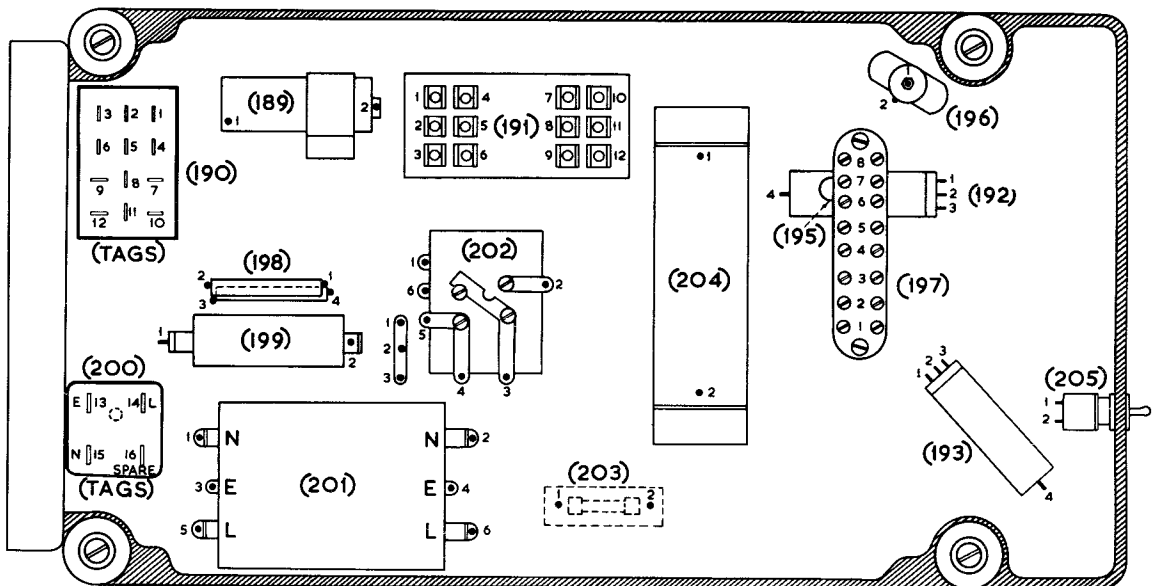 3 2 1
6 5 4
9 8 7
12 11 10
(190)
(TAGS)
1 (189) 2
1 4 7 10
2 5 (191) 8 11
3 6 9 12
1
2
(196)
1
(204)
2
8
7
6
5
4
3
2
1
4
1
2
3
(192)
(195)
(197)
(198)
2 1
3 4
1 (199) 2
1
2
3
(202)
1
6
5
2
4 3
(200)
E 13 14 L
N 15 16
SPARE
(TAGS)
1 N N 2
3 E (201) E 4
5 L L 6
(203)
1 2
1 2 3
(193)
4
(205)
1
2